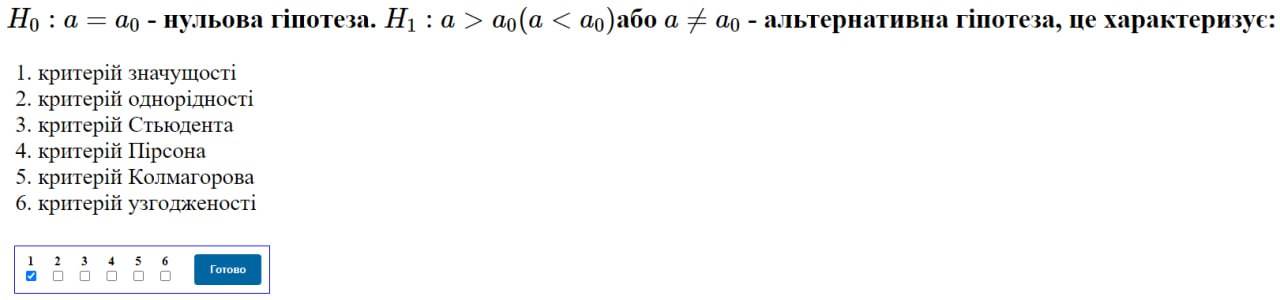 H₀ : a = a₀ - нульова гіпотеза. H₁ : a > a₀(a < a₀)або a ≠ a₀ - альтернативна гіпотеза, це характеризує:
1. критерій значущості
2. критерій однорідності
3. критерій Стьюдента
4. критерій Пірсона
5. критерій Колмагорова
6. критерій узгодженості
1 2 3 4 5 6 Готово